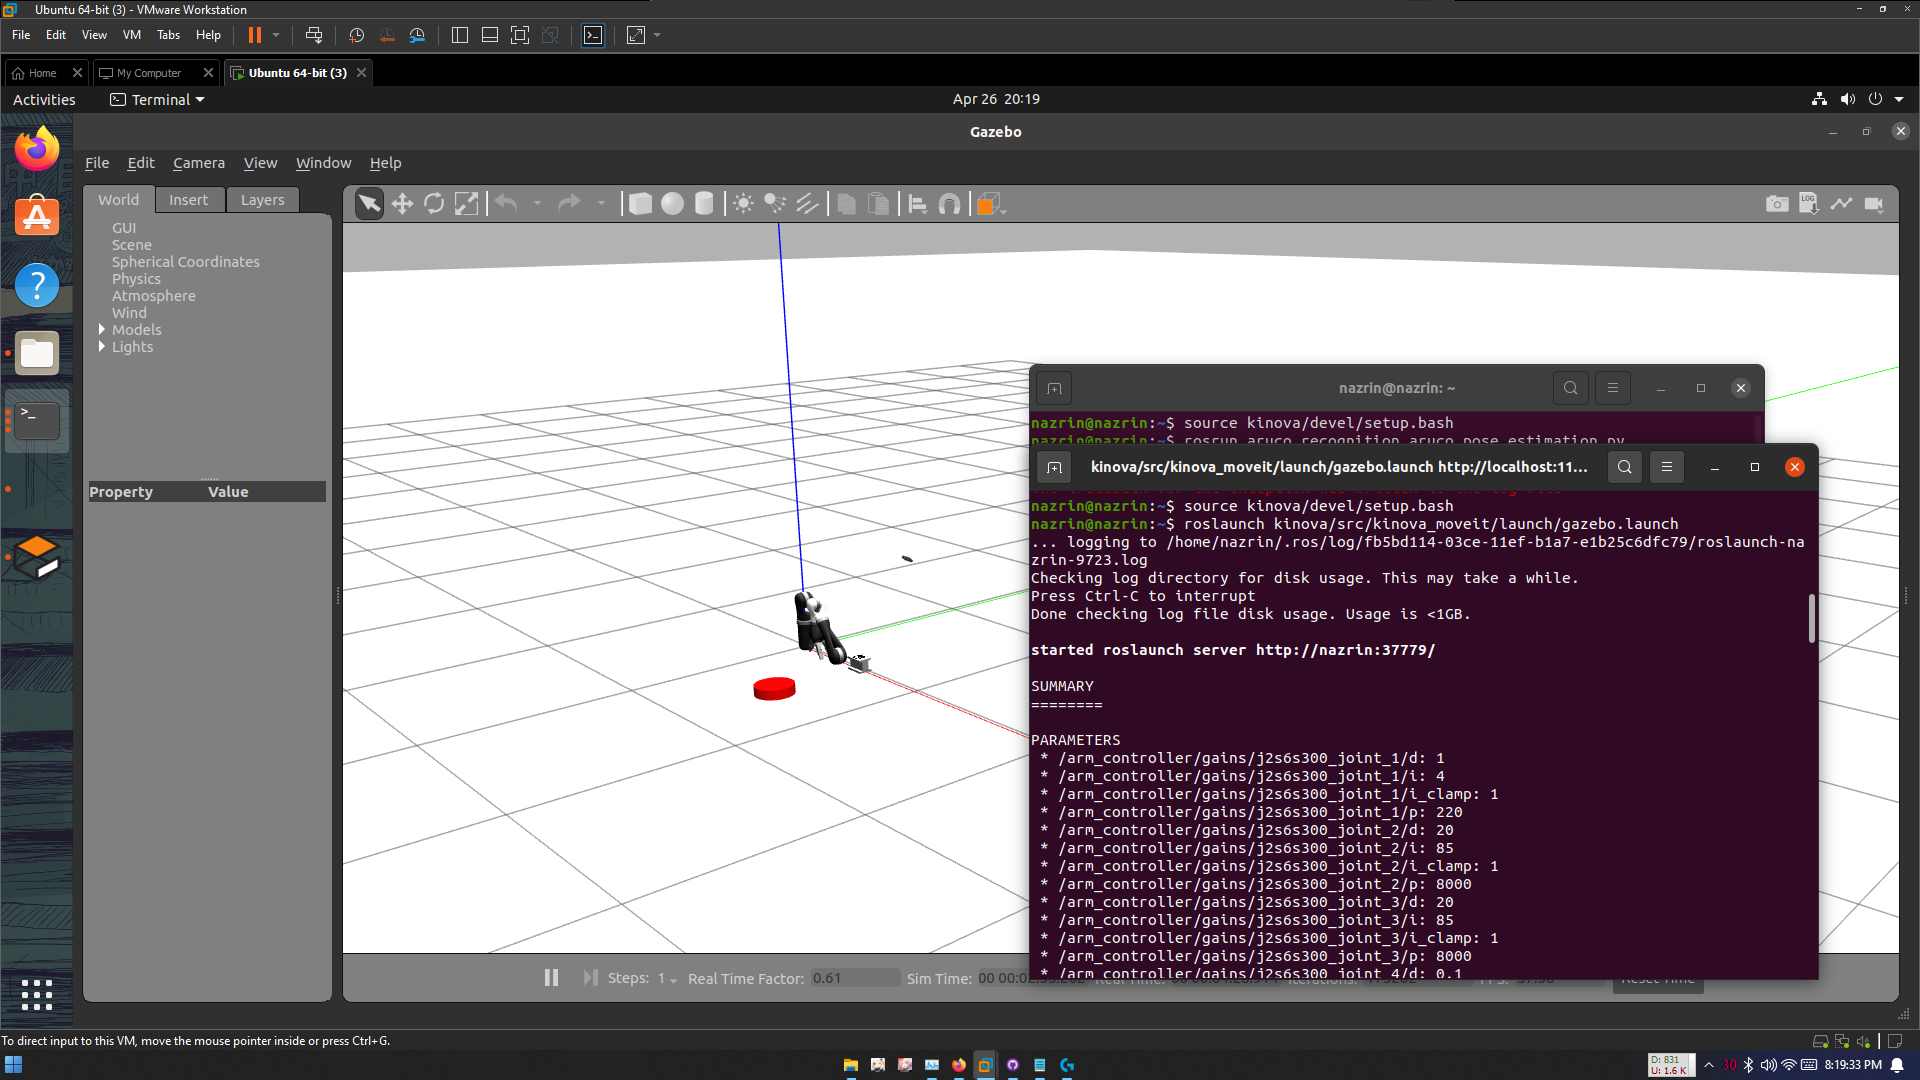 Ubuntu 64-bit (3) - VMware Workstation
File Edit View VM Tabs Help
Home My Computer Ubuntu 64-bit (3)
Activities Terminal Apr 26 20:19
Gazebo
File Edit Camera View Window Help
World Insert Layers
LOG
GUI
Scene
Spherical Coordinates
Physics
Atmosphere
Wind
Models
Lights
Property Value
nazrin@nazrin: ~
nazrin@nazrin:~$ source kinova/devel/setup.bash
nazrin@nazrin:~$ rosrun aruco_recognition aruco_pose_estimation.py
kinova/src/kinova_moveit/launch/gazebo.launch http://localhost:11...
nazrin@nazrin:~$ source kinova/devel/setup.bash
nazrin@nazrin:~$ roslaunch kinova/src/kinova_moveit/launch/gazebo.launch
... logging to /home/nazrin/.ros/log/fb5bd114-03ce-11ef-b1a7-e1b25c6dfc79/roslaunch-na
zrin-9723.log
Checking log directory for disk usage. This may take a while.
Press Ctrl-C to interrupt
Done checking log file disk usage. Usage is <1GB.
started roslaunch server http://nazrin:37779/
SUMMARY
========
PARAMETERS
* /arm_controller/gains/j2s6s300_joint_1/d: 1
* /arm_controller/gains/j2s6s300_joint_1/i: 4
* /arm_controller/gains/j2s6s300_joint_1/i_clamp: 1
* /arm_controller/gains/j2s6s300_joint_1/p: 220
* /arm_controller/gains/j2s6s300_joint_2/d: 20
* /arm_controller/gains/j2s6s300_joint_2/i: 85
* /arm_controller/gains/j2s6s300_joint_2/i_clamp: 1
* /arm_controller/gains/j2s6s300_joint_2/p: 8000
* /arm_controller/gains/j2s6s300_joint_3/d: 20
* /arm_controller/gains/j2s6s300_joint_3/i: 85
* /arm_controller/gains/j2s6s300_joint_3/i_clamp: 1
* /arm_controller/gains/j2s6s300_joint_3/p: 8000
* /arm_controller/gains/j2s6s300_joint_4/d: 0.1
Steps: 1 Real Time Factor: 0.61 Sim Time:
Reset Time
To direct input to this VM, move the mouse pointer inside or press Ctrl+G.
D: 831
U: 1.6 K
30
8:19:33 PM